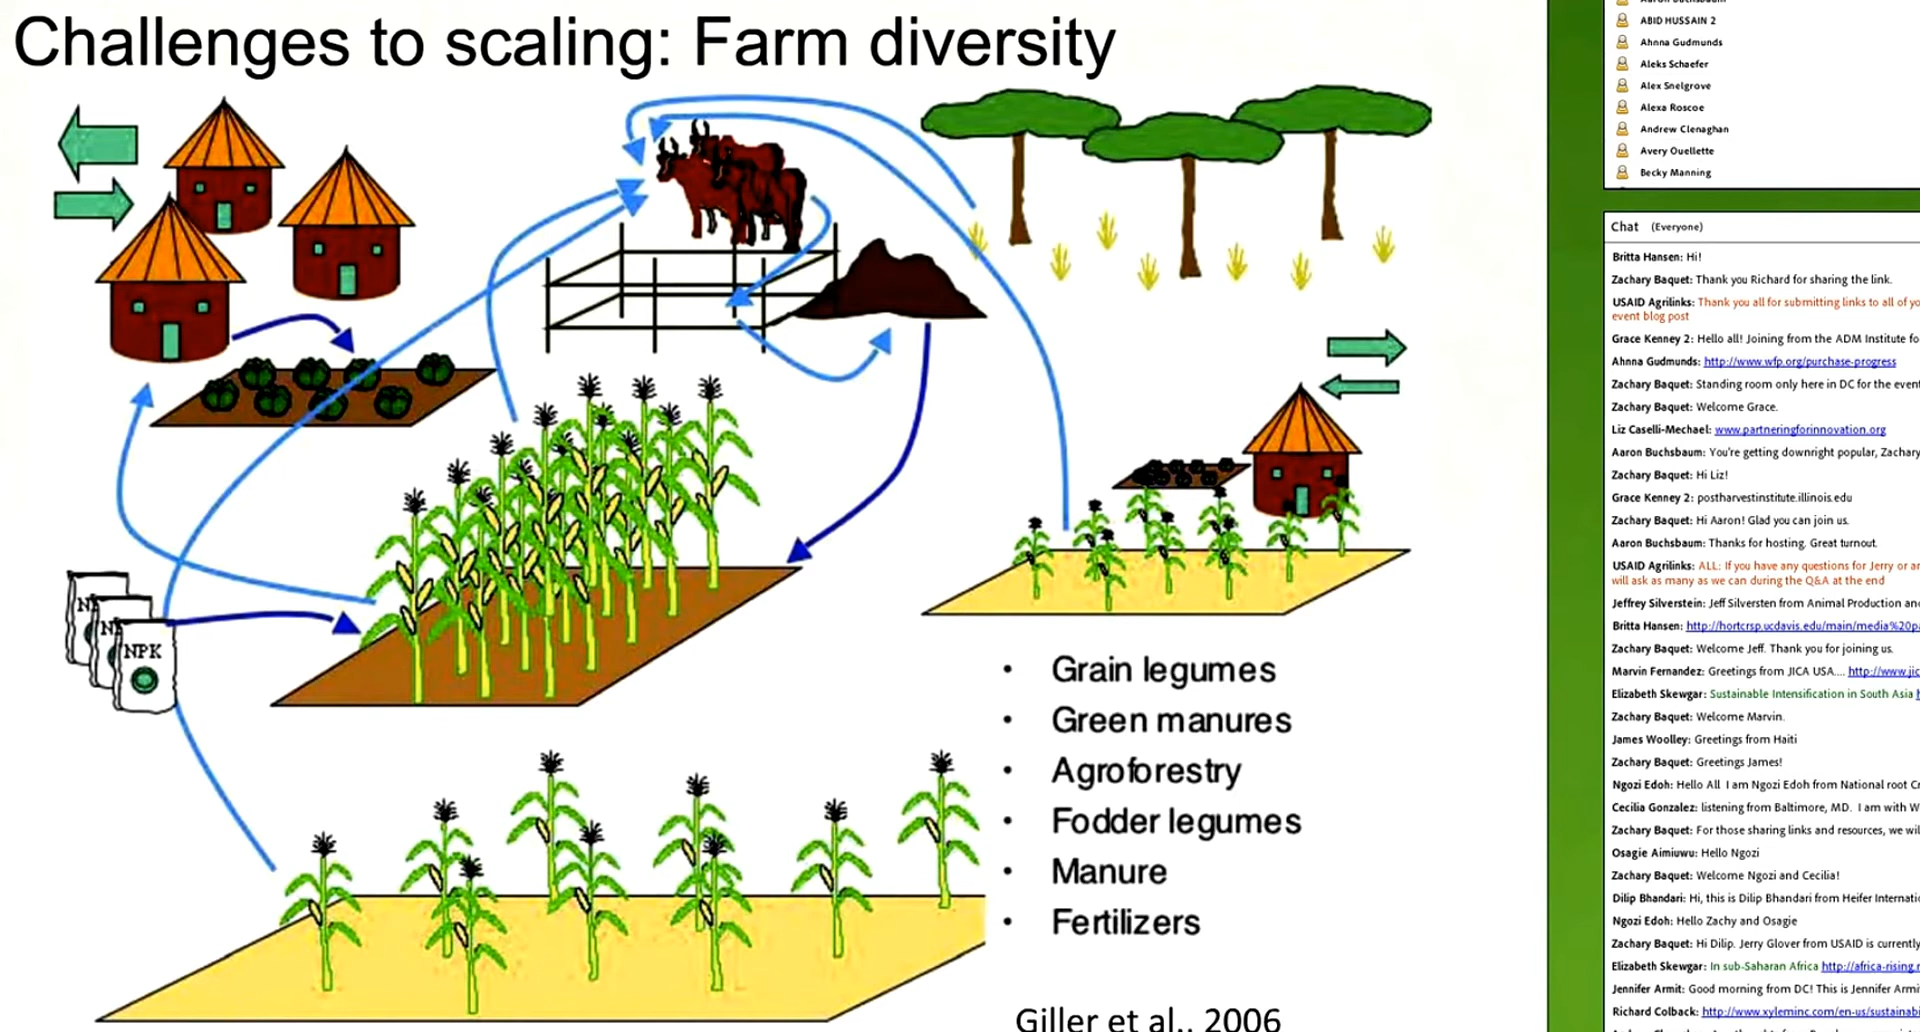 Challenges to scaling: Farm diversity
N
N
NPK
• Grain legumes
• Green manures
• Agroforestry
• Fodder legumes
• Manure
• Fertilizers
Giller et al., 2006
ABID HUSSAIN 2
Ahnna Gudmunds
Aleks Schaefer
Alex Snelgrove
Alexa Roscoe
Andrew Clenaghan
Avery Ouellette
Becky Manning
Chat (Everyone)
Britta Hansen: Hi!
Zachary Baquet: Thank you Richard for sharing the link.
USAID Agrilinks: Thank you all for submitting links to all of
event blog post
Grace Kenney 2: Hello all! Joining from the ADM Institute
Ahnna Gudmunds: http://www.wfp.org/purchase-progress
Zachary Baquet: Standing room only here in DC for the
Zachary Baquet: Welcome Grace.
Liz Caselli-Mechael: www.partneringforinnovation.org
Aaron Buchsbaum: You're getting downright popular, Zachary
Zachary Baquet: Hi Liz!
Grace Kenney 2: postharvestinstitute.illinois.edu
Zachary Baquet: Hi Aaron! Glad you can join us.
Aaron Buchsbaum: Thanks for hosting. Great turnout.
USAID Agrilinks: ALL: If you have any questions for Jerry or
will ask as many as we can during the Q&A at the end
Jeffrey Silverstein: Jeff Silversten from Animal Production
Britta Hansen: http://hortcrsp.ucdavis.edu/main/media%20p
Zachary Baquet: Welcome Jeff. Thank you for joining us.
Marvin Fernandez: Greetings from JICA USA.... http://www.jic
Elizabeth Skewgar: Sustainable Intensification in South Asia
Zachary Baquet: Welcome Marvin.
James Woolley: Greetings from Haiti
Zachary Baquet: Greetings James!
Ngozi Edoh: Hello All I am Ngozi Edoh from National root
Cecilia Gonzalez: listening from Baltimore, MD. I am with
Zachary Baquet: For those sharing links and resources, we
Osagie Aimiuwu: Hello Ngozi
Zachary Baquet: Welcome Ngozi and Cecilia!
Dilip Bhandari: Hi, this is Dilip Bhandari from Heifer
Ngozi Edoh: Hello Zachy and Osagie
Zachary Baquet: Hi Dilip. Jerry Glover from USAID is currently
Elizabeth Skewgar: In sub-Saharan Africa http://africa-rising.
Jennifer Armit: Good morning from DC! This is Jennifer
Richard Colback: http://www.xyleminc.com/en-us/sustainab